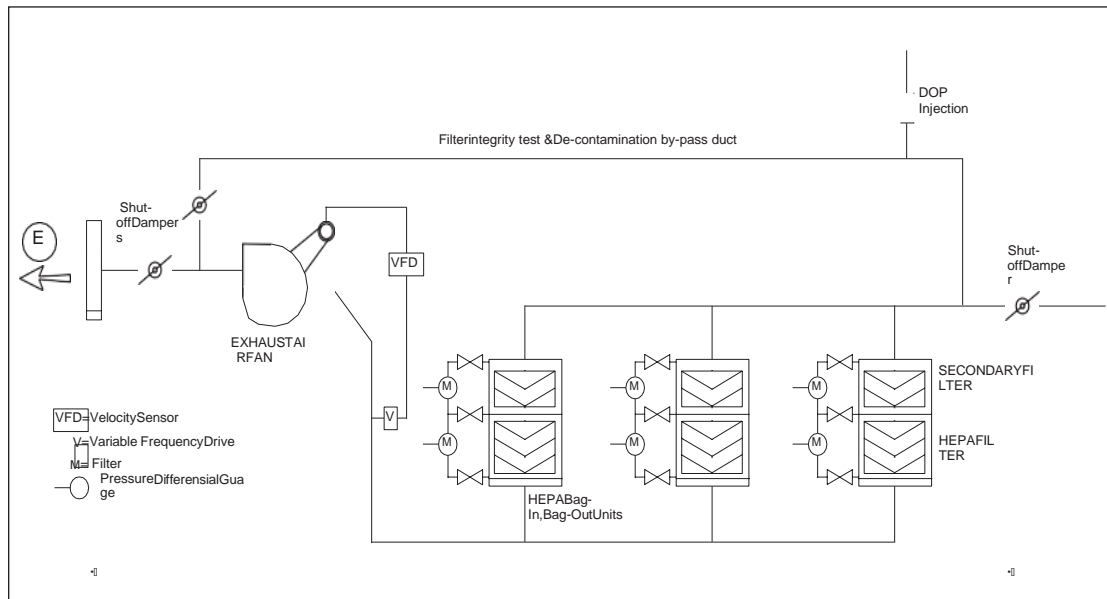 DOP
Injection
Filterintegrity test &De-contamination by-pass duct
Shut-
offDamper
s
E
VFD
Shut-
offDampe
r
EXHAUSTAI
RFAN
SECONDARYFI
LTER
M
M
M
V
M
M
M
HEPAFIL
TER
VFD=VelocitySensor
V=Variable FrequencyDrive
M= Filter
PressureDifferensialGua
ge
HEPABag-
In,Bag-OutUnits